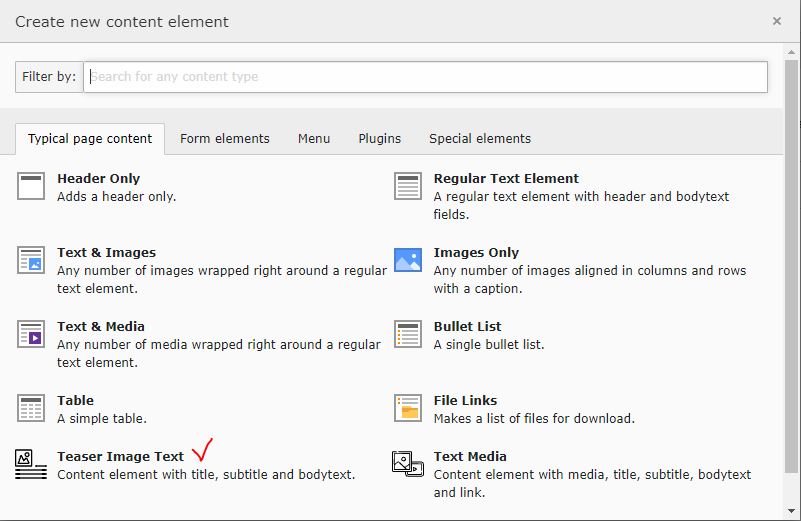 Create new content element
×
Filter by: Search for any content type
Typical page content Form elements Menu Plugins Special elements
Header Only
Adds a header only.
Regular Text Element
A regular text element with header and bodytext
fields.
Text & Images
Any number of images wrapped right around a regular
text element.
Images Only
Any number of images aligned in columns and rows
with a caption.
Text & Media
Any number of media wrapped right around a regular
text element.
Bullet List
A single bullet list.
Table
A simple table.
File Links
Makes a list of files for download.
Teaser Image Text
Content element with title, subtitle and bodytext.
Text Media
Content element with media, title, subtitle, bodytext
and link.